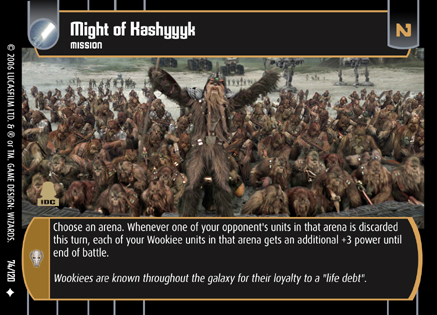 Might of Kashyyyk
MISSION
N
IDC
Choose an arena. Whenever one of your opponent's units in that arena is discarded
this turn, each of your Wookiee units in that arena gets an additional +3 power until
end of battle.
Wookiees are known throughout the galaxy for their loyalty to a "life debt".
© 2006 LUCASFILM LTD. & ® or TM. GAME DESIGN: WIZARDS.
74/120